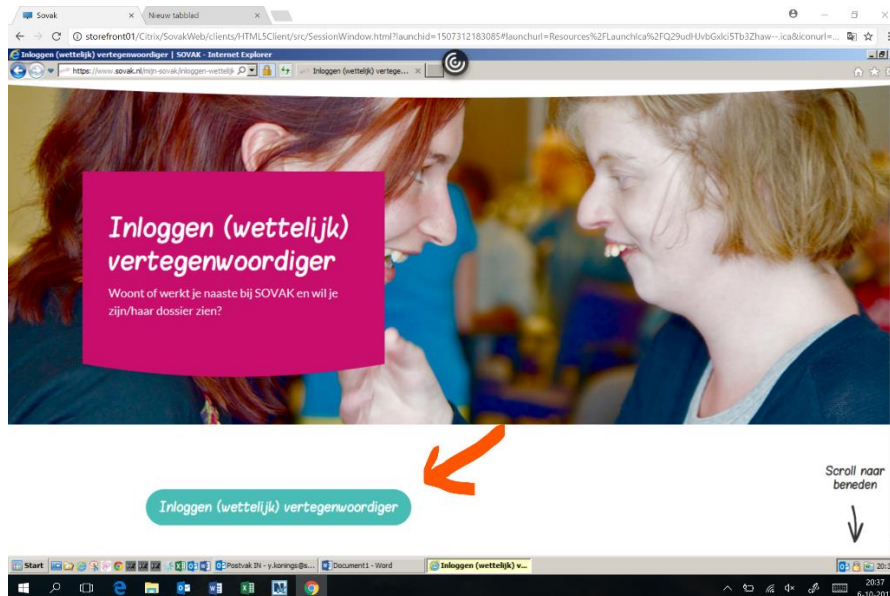 Sovak
Nieuw tabblad
storefront01/Citrix/SovakWeb/clients/HTML5Client/src/SessionWindow.html?launchid=1507312183085#launchurl=Resources%2FLaunchIca%2FQ29udHJvbGxlci5Tb3Zhaw--.ica&iconurl=...
Inloggen (wettelijk) vertegenwoordiger | SOVAK - Internet Explorer
https://www.sovak.nl/mijn-sovak/inloggen-wettelijk
Inloggen (wettelijk) vertege...
Inloggen (wettelijk)
vertegenwoordiger
Woont of werkt je naaste bij SOVAK en wil je
zijn/haar dossier zien?
Scroll naar
beneden
Inloggen (wettelijk) vertegenwoordiger
Start
Postvak IN - y.konings@s...
Document1 - Word
Inloggen (wettelijk) v...
20:3
20:37
6-10-201